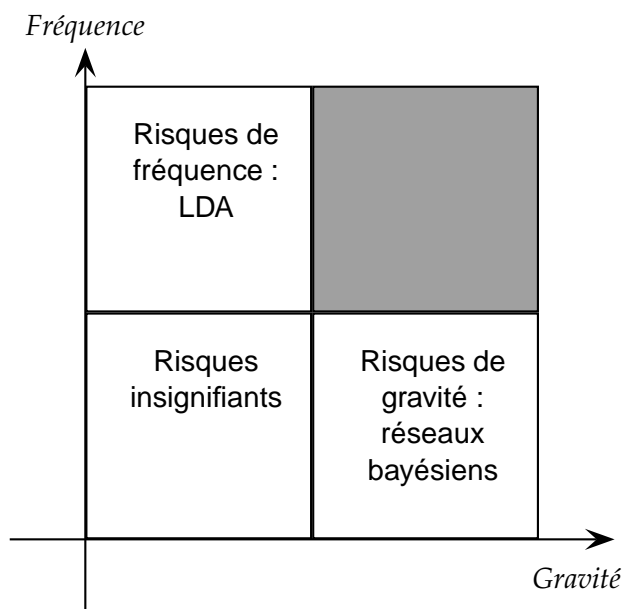 Fréquence
Risques de
fréquence :
LDA
Risques
insignifiants
Risques de
gravité :
réseaux
bayésiens
Gravité